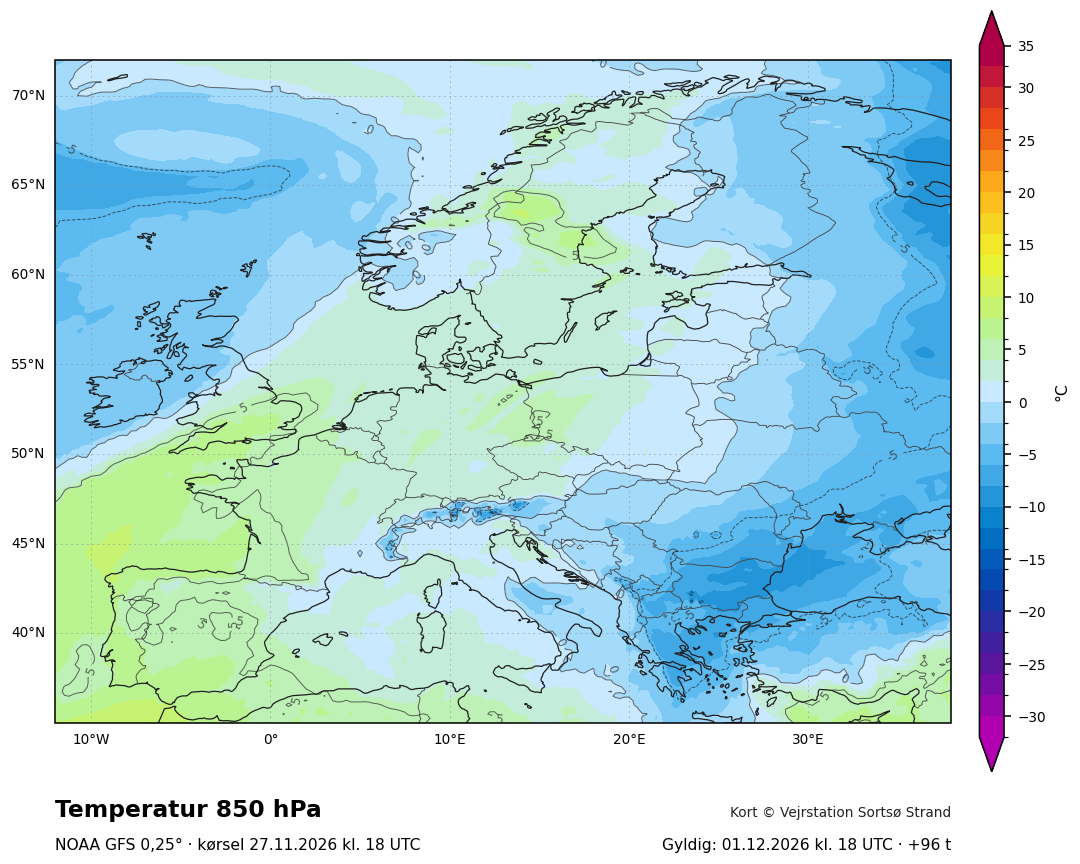 70°N
65°N
60°N
55°N
50°N
45°N
40°N
10°W
0°
10°E
20°E
30°E
35
30
25
20
15
10
5
0
−5
−10
−15
−20
−25
−30
°C
Temperatur 850 hPa
Kort © Vejrstation Sortsø Strand
NOAA GFS 0,25° · kørsel 27.11.2026 kl. 18 UTC
Gyldig: 01.12.2026 kl. 18 UTC · +96 t